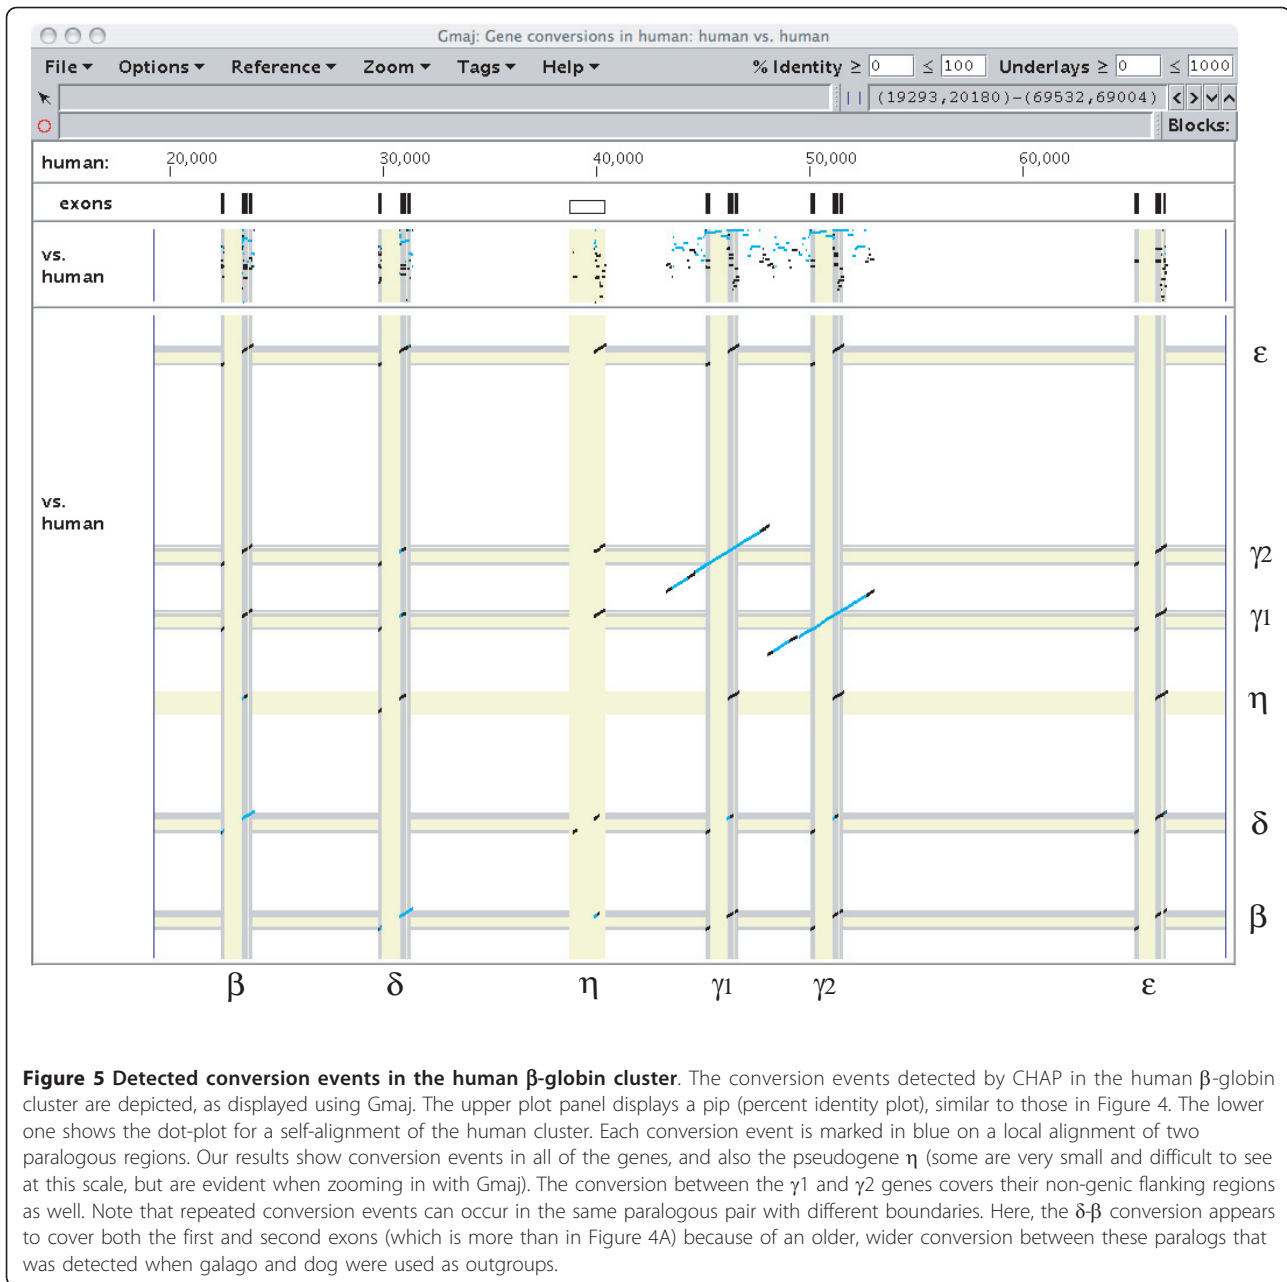 Gmaj: Gene conversions in human: human vs. human
File Options Reference Zoom Tags Help % Identity ≥ 0 ≤ 100 Underlays ≥ 0 ≤ 1000
(19293,20180)-(69532,69004)
Blocks:
human: 20,000 30,000 40,000 50,000 60,000
exons
vs.
human
ε
vs.
human
γ2
γ1
η
δ
β
β δ η γ1 γ2 ε
Figure 5 Detected conversion events in the human β-globin cluster. The conversion events detected by CHAP in the human β-globin
cluster are depicted, as displayed using Gmaj. The upper plot panel displays a pip (percent identity plot), similar to those in Figure 4. The lower
one shows the dot-plot for a self-alignment of the human cluster. Each conversion event is marked in blue on a local alignment of two
paralogous regions. Our results show conversion events in all of the genes, and also the pseudogene η (some are very small and difficult to see
at this scale, but are evident when zooming in with Gmaj). The conversion between the γ1 and γ2 genes covers their non-genic flanking regions
as well. Note that repeated conversion events can occur in the same paralogous pair with different boundaries. Here, the δ-β conversion appears
to cover both the first and second exons (which is more than in Figure 4A) because of an older, wider conversion between these paralogs that
was detected when galago and dog were used as outgroups.